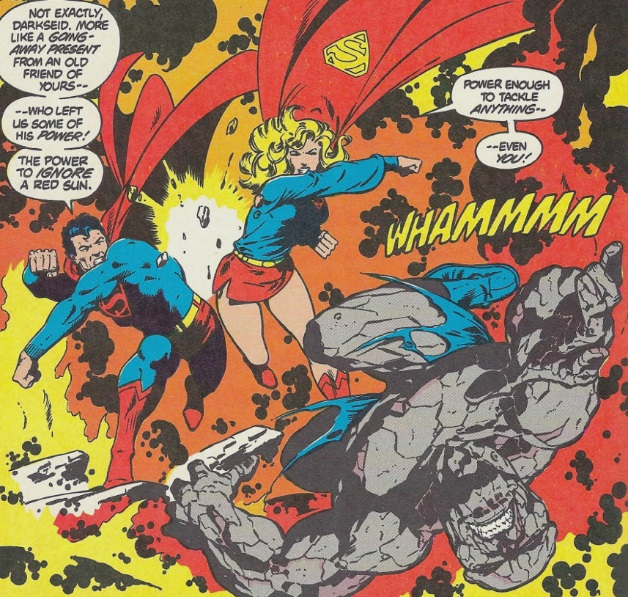 NOT EXACTLY,
DARKSEID. MORE
LIKE A GOING-
AWAY PRESENT
FROM AN OLD
FRIEND OF
YOURS--
--WHO LEFT
US SOME OF
HIS POWER!
THE POWER
TO IGNORE
A RED SUN.
POWER ENOUGH
TO TACKLE
ANYTHING--
--EVEN
YOU!
WHAMMMMM
S